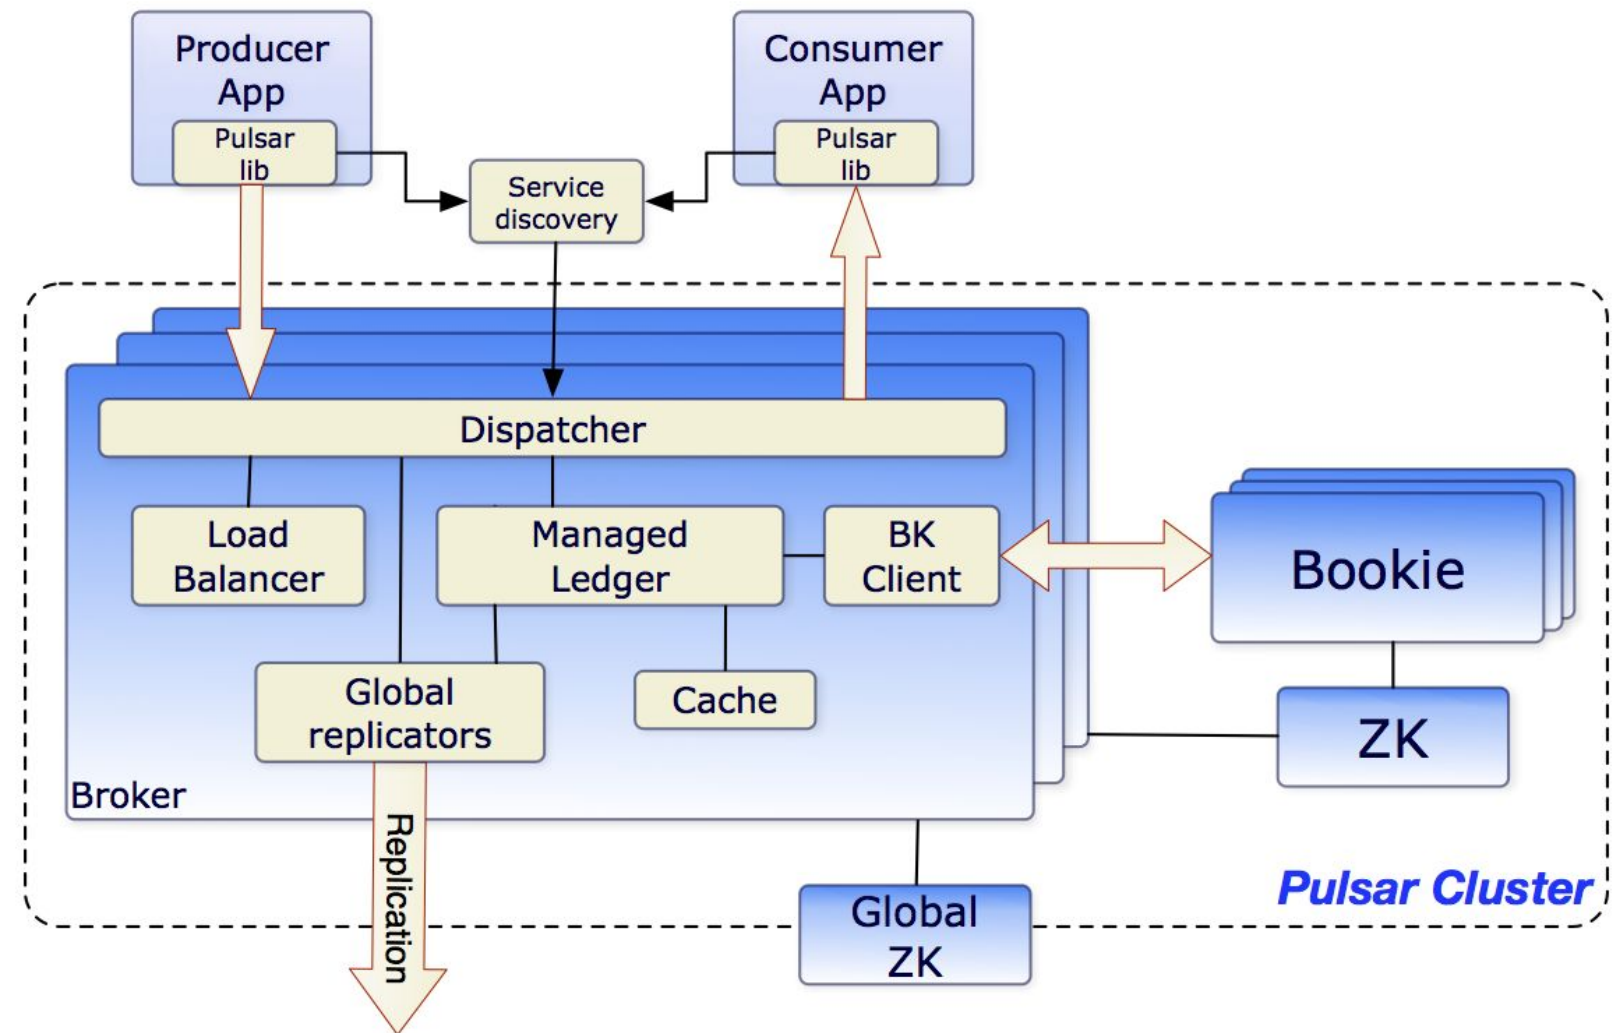 Producer
App
Pulsar
lib
Consumer
App
Pulsar
lib
Service
discovery
Dispatcher
Load
Balancer
Managed
Ledger
BK
Client
Bookie
Global
replicators
Cache
ZK
Broker
Replication
Pulsar Cluster
Global
ZK